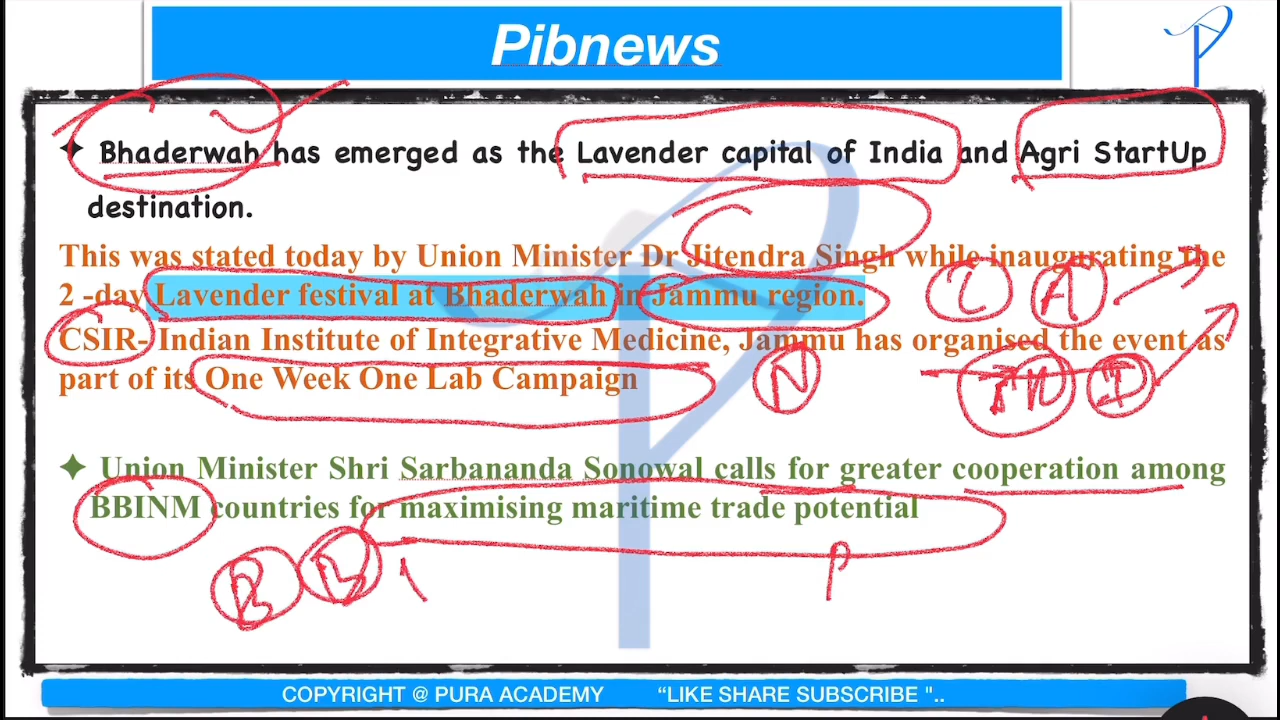 Pibnews
✦ Bhaderwah has emerged as the Lavender capital of India and Agri StartUp
destination.
This was stated today by Union Minister Dr Jitendra Singh while inaugurating the
2 -day Lavender festival at Bhaderwah in Jammu region.
CSIR- Indian Institute of Integrative Medicine, Jammu has organised the event as
part of its One Week One Lab Campaign
N
✦ Union Minister Shri Sarbananda Sonowal calls for greater cooperation among
BBINM countries for maximising maritime trade potential
B
COPYRIGHT @ PURA ACADEMY “LIKE SHARE SUBSCRIBE "..